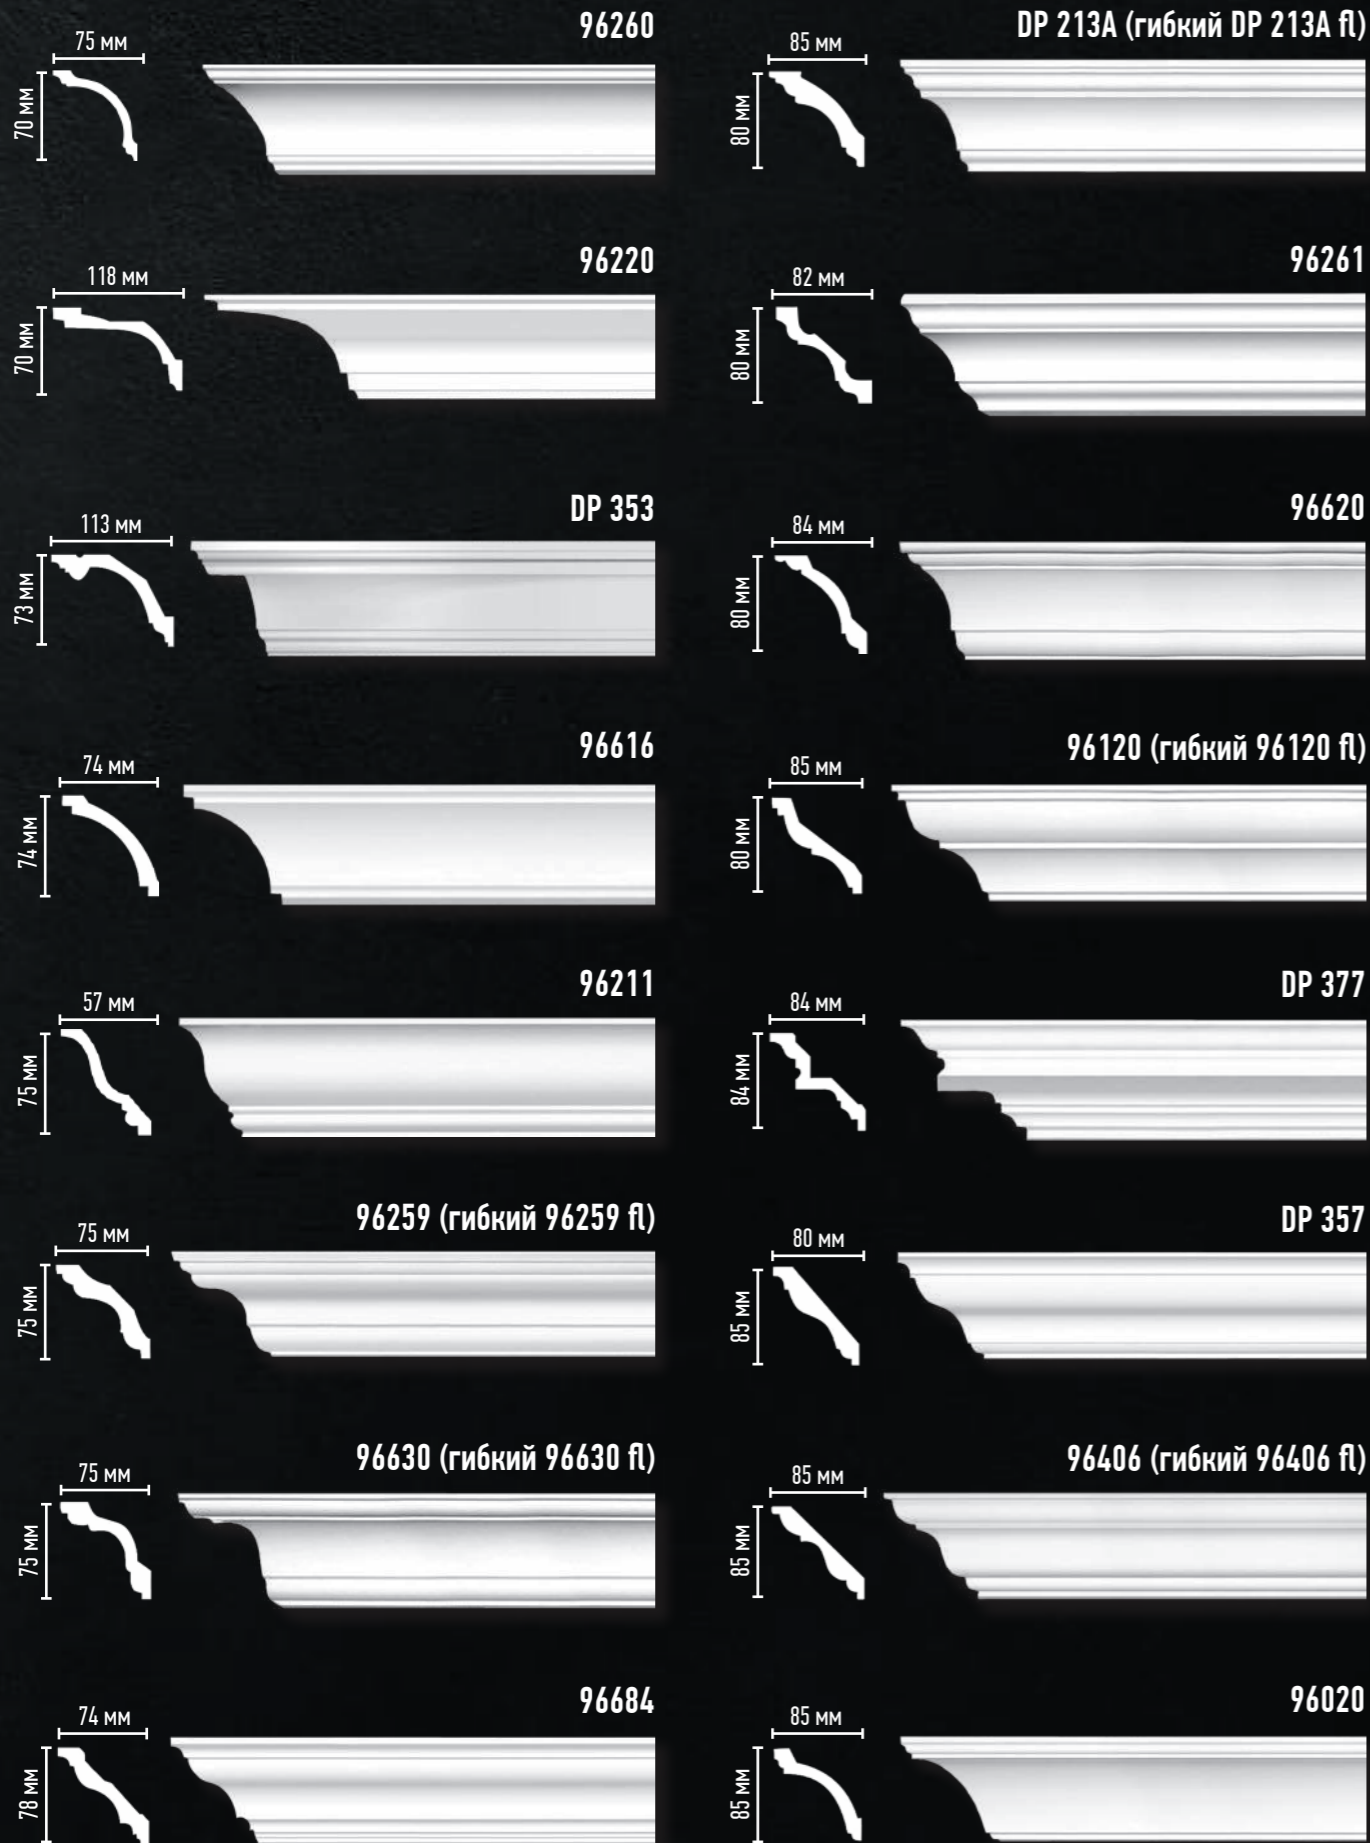 96260
75 мм
70 мм
DP 213A (гибкий DP 213A fl)
85 мм
80 мм
96220
118 мм
70 мм
96261
82 мм
80 мм
DP 353
113 мм
73 мм
96620
84 мм
80 мм
96616
74 мм
74 мм
96120 (гибкий 96120 fl)
85 мм
80 мм
96211
57 мм
75 мм
DP 377
84 мм
84 мм
96259 (гибкий 96259 fl)
75 мм
75 мм
DP 357
80 мм
85 мм
96630 (гибкий 96630 fl)
75 мм
75 мм
96406 (гибкий 96406 fl)
85 мм
85 мм
96684
74 мм
78 мм
96020
85 мм
85 мм